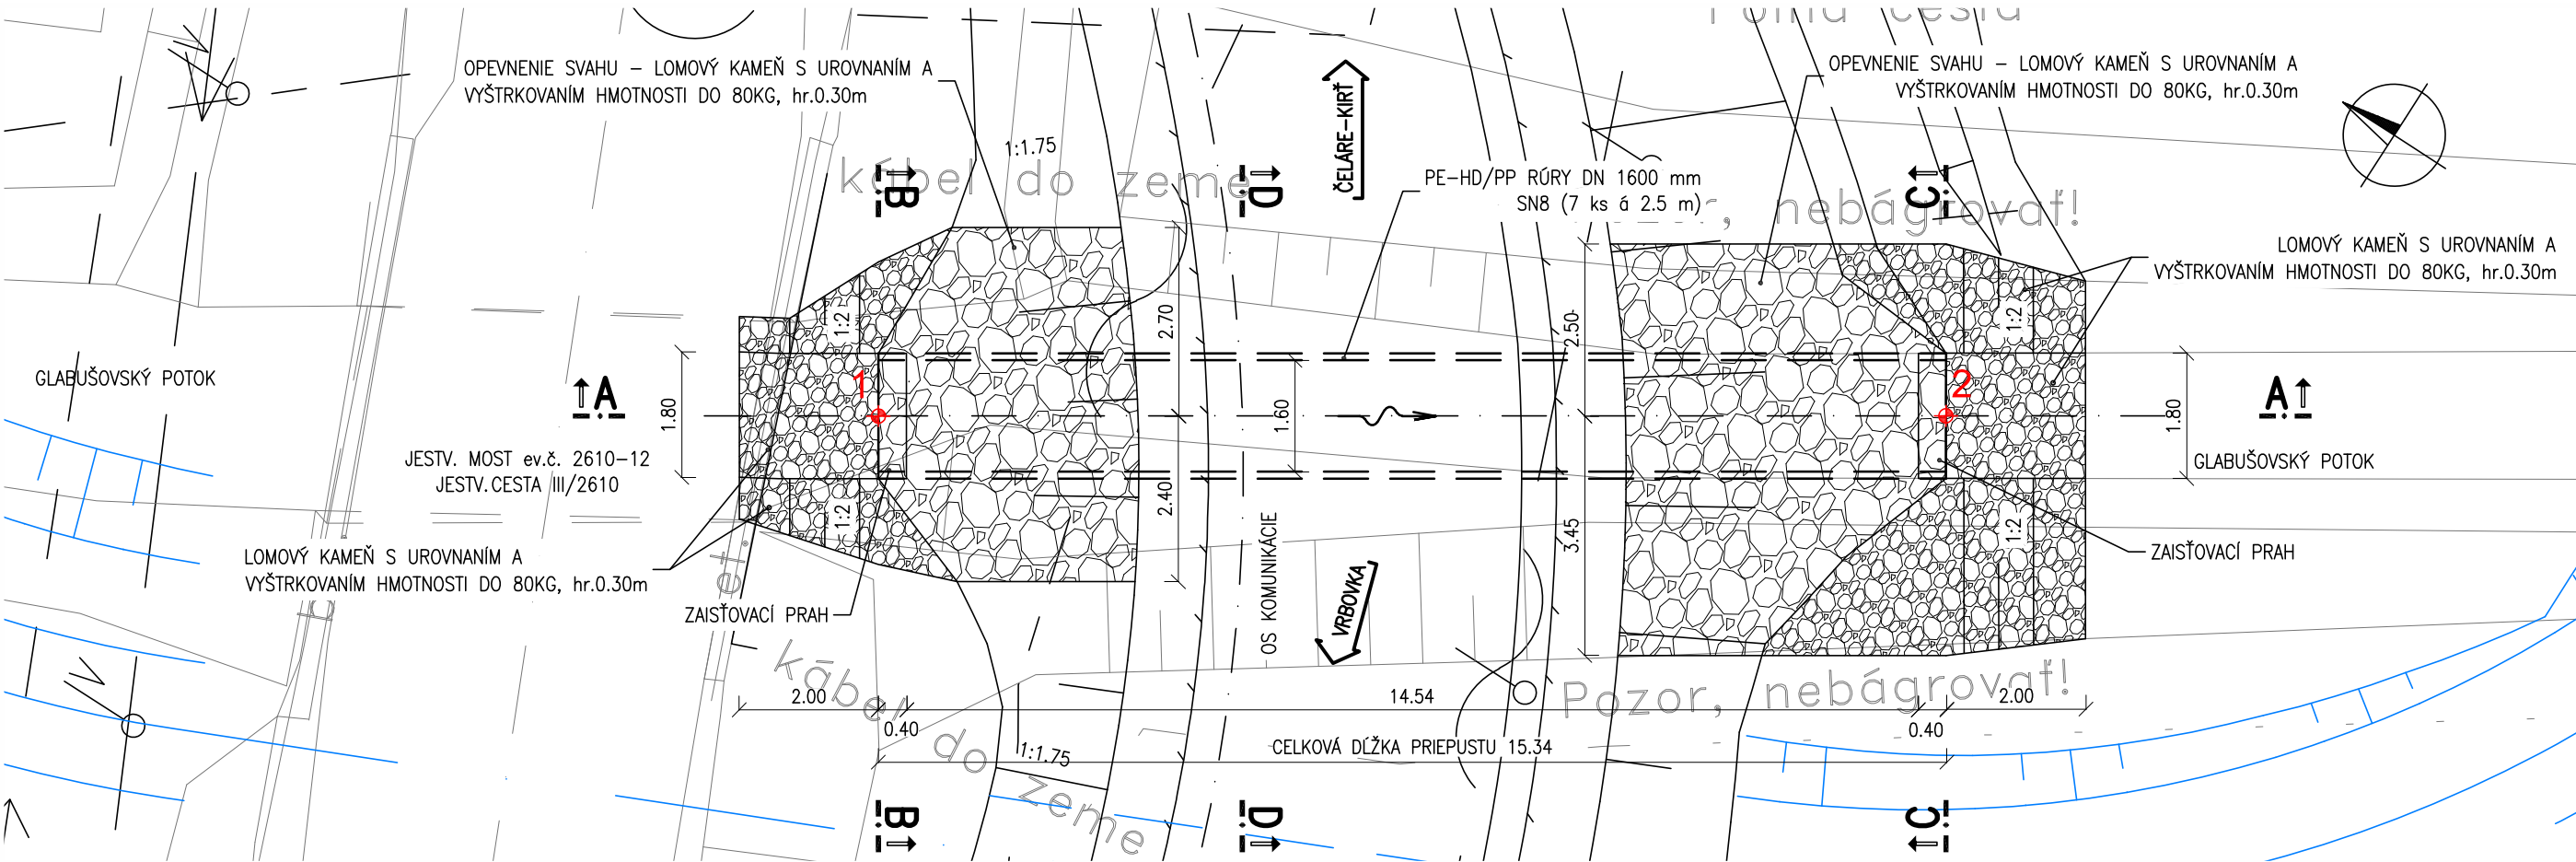 OPEVNENIE SVAHU – LOMOVÝ KAMEŇ S UROVNANÍM A
VYŠTRKOVANÍM HMOTNOSTI DO 80KG, hr.0.30m
OPEVNENIE SVAHU – LOMOVÝ KAMEŇ S UROVNANÍM A
VYŠTRKOVANÍM HMOTNOSTI DO 80KG, hr.0.30m
ČELÁRE-KIRŤ
1:1.75
kábel do zeme
B
D
C
PE-HD/PP RÚRY DN 1600 mm
SN8 (7 ks á 2.5 m)
nebágrovať!
LOMOVÝ KAMEŇ S UROVNANÍM A
VYŠTRKOVANÍM HMOTNOSTI DO 80KG, hr.0.30m
1:2
2.70
2.50
1:2
GLABUŠOVSKÝ POTOK
A
1.80
1
1.60
2
1.80
A
JESTV. MOST ev.č. 2610-12
JESTV.CESTA III/2610
GLABUŠOVSKÝ POTOK
1:2
2.40
3.45
1:2
OS KOMUNIKÁCIE
LOMOVÝ KAMEŇ S UROVNANÍM A
VYŠTRKOVANÍM HMOTNOSTI DO 80KG, hr.0.30m
ZAISŤOVACÍ PRAH
ZAISŤOVACÍ PRAH
VRBOVKA
kábel do zeme
Pozor, nebágrovať!
2.00
0.40
14.54
0.40
2.00
CELKOVÁ DĹŽKA PRIEPUSTU 15.34
1:1.75
B
D
C